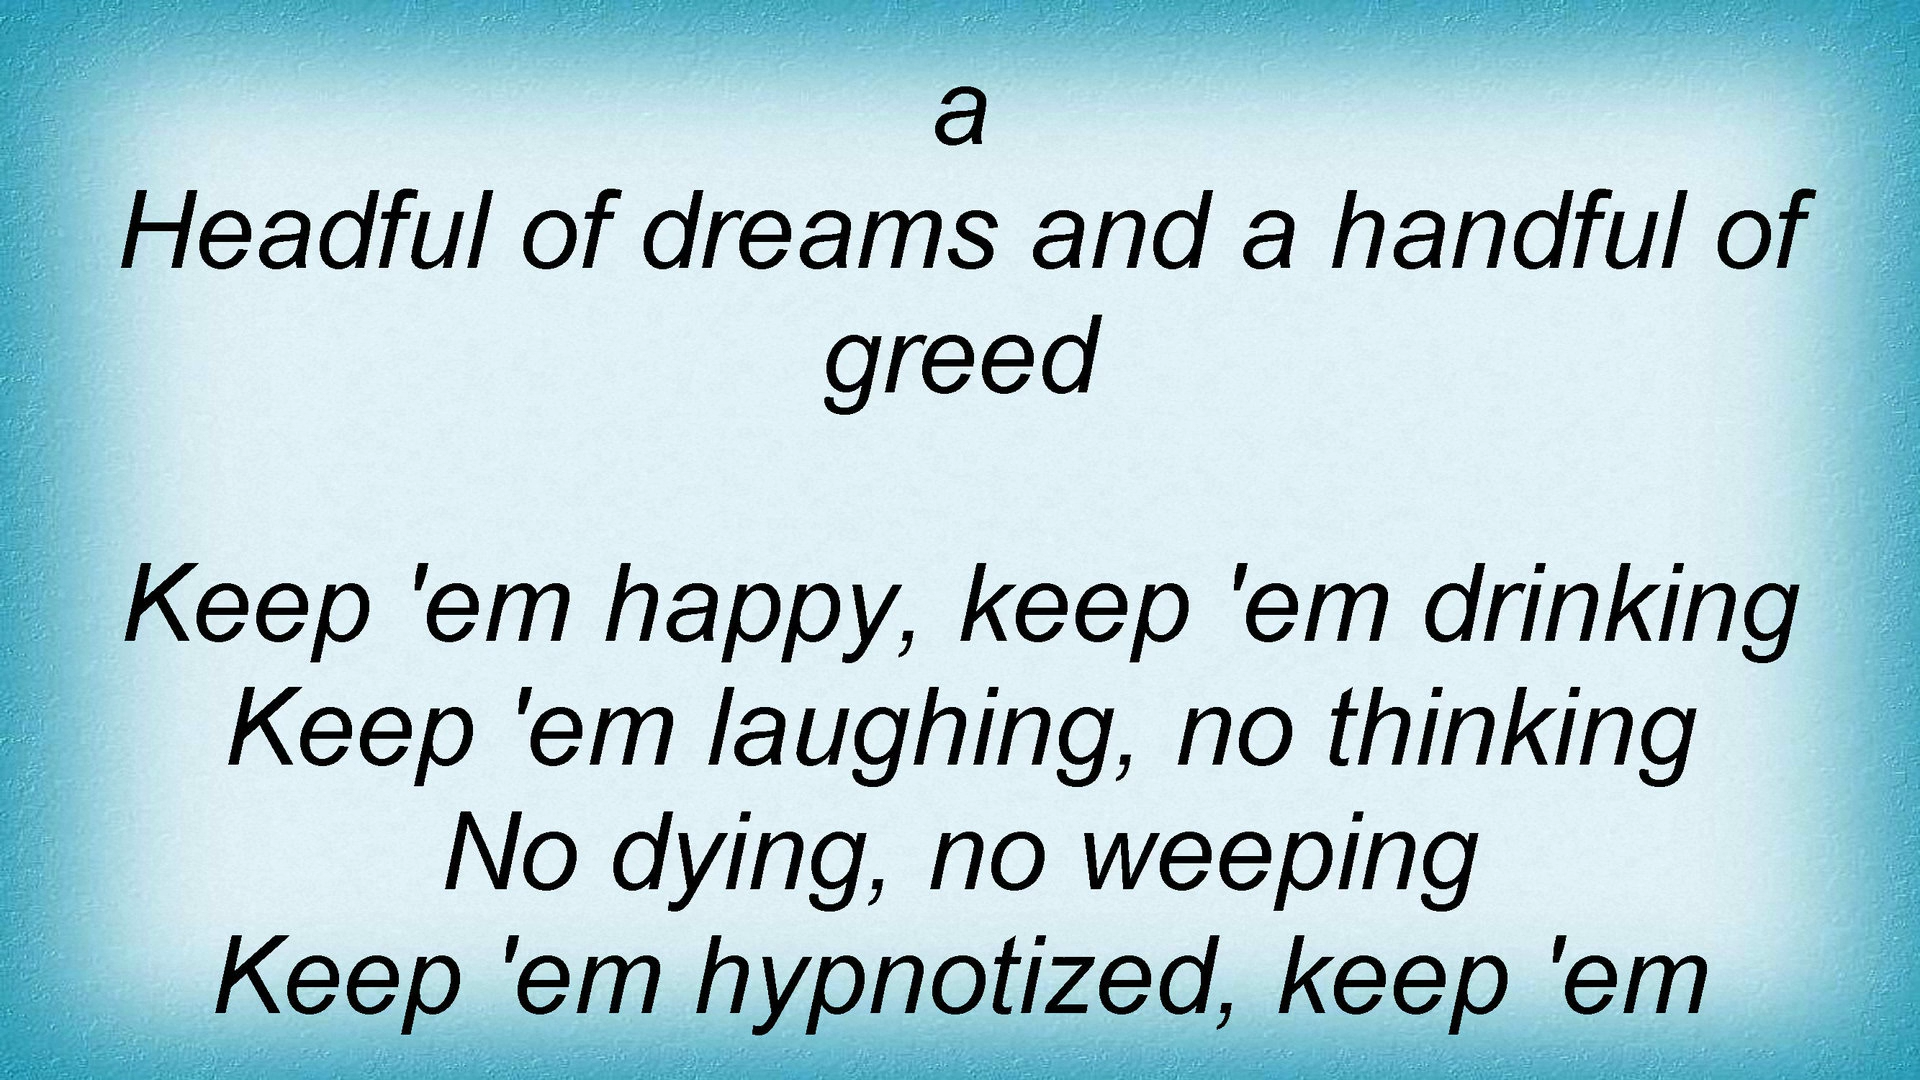 a
Headful of dreams and a handful of
greed
Keep 'em happy, keep 'em drinking
Keep 'em laughing, no thinking
No dying, no weeping
Keep 'em hypnotized, keep 'em